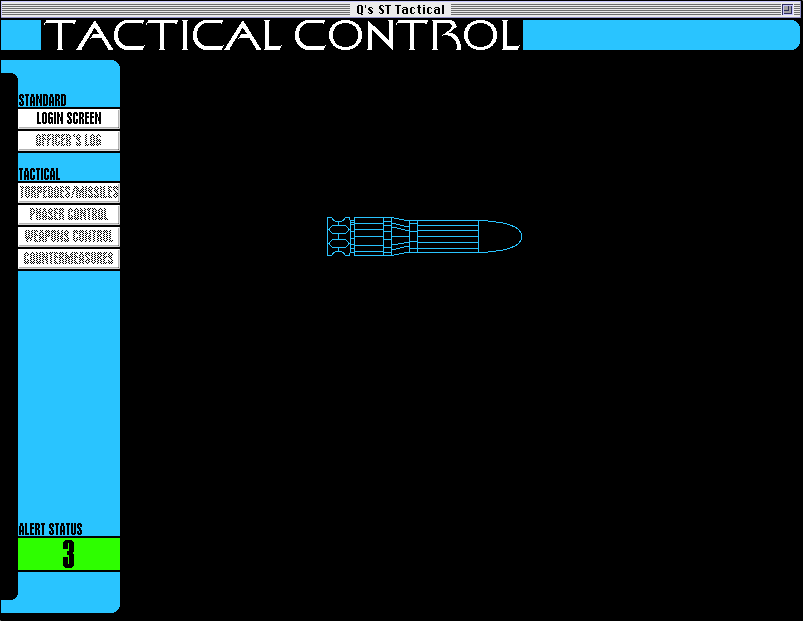 Q's ST Tactical
TACTICAL CONTROL
STANDARD
LOGIN SCREEN
OFFICER'S LOG
TACTICAL
TORPEDOES/MISSILES
PHASER CONTROL
WEAPONS CONTROL
COUNTERMEASURES
ALERT STATUS
3